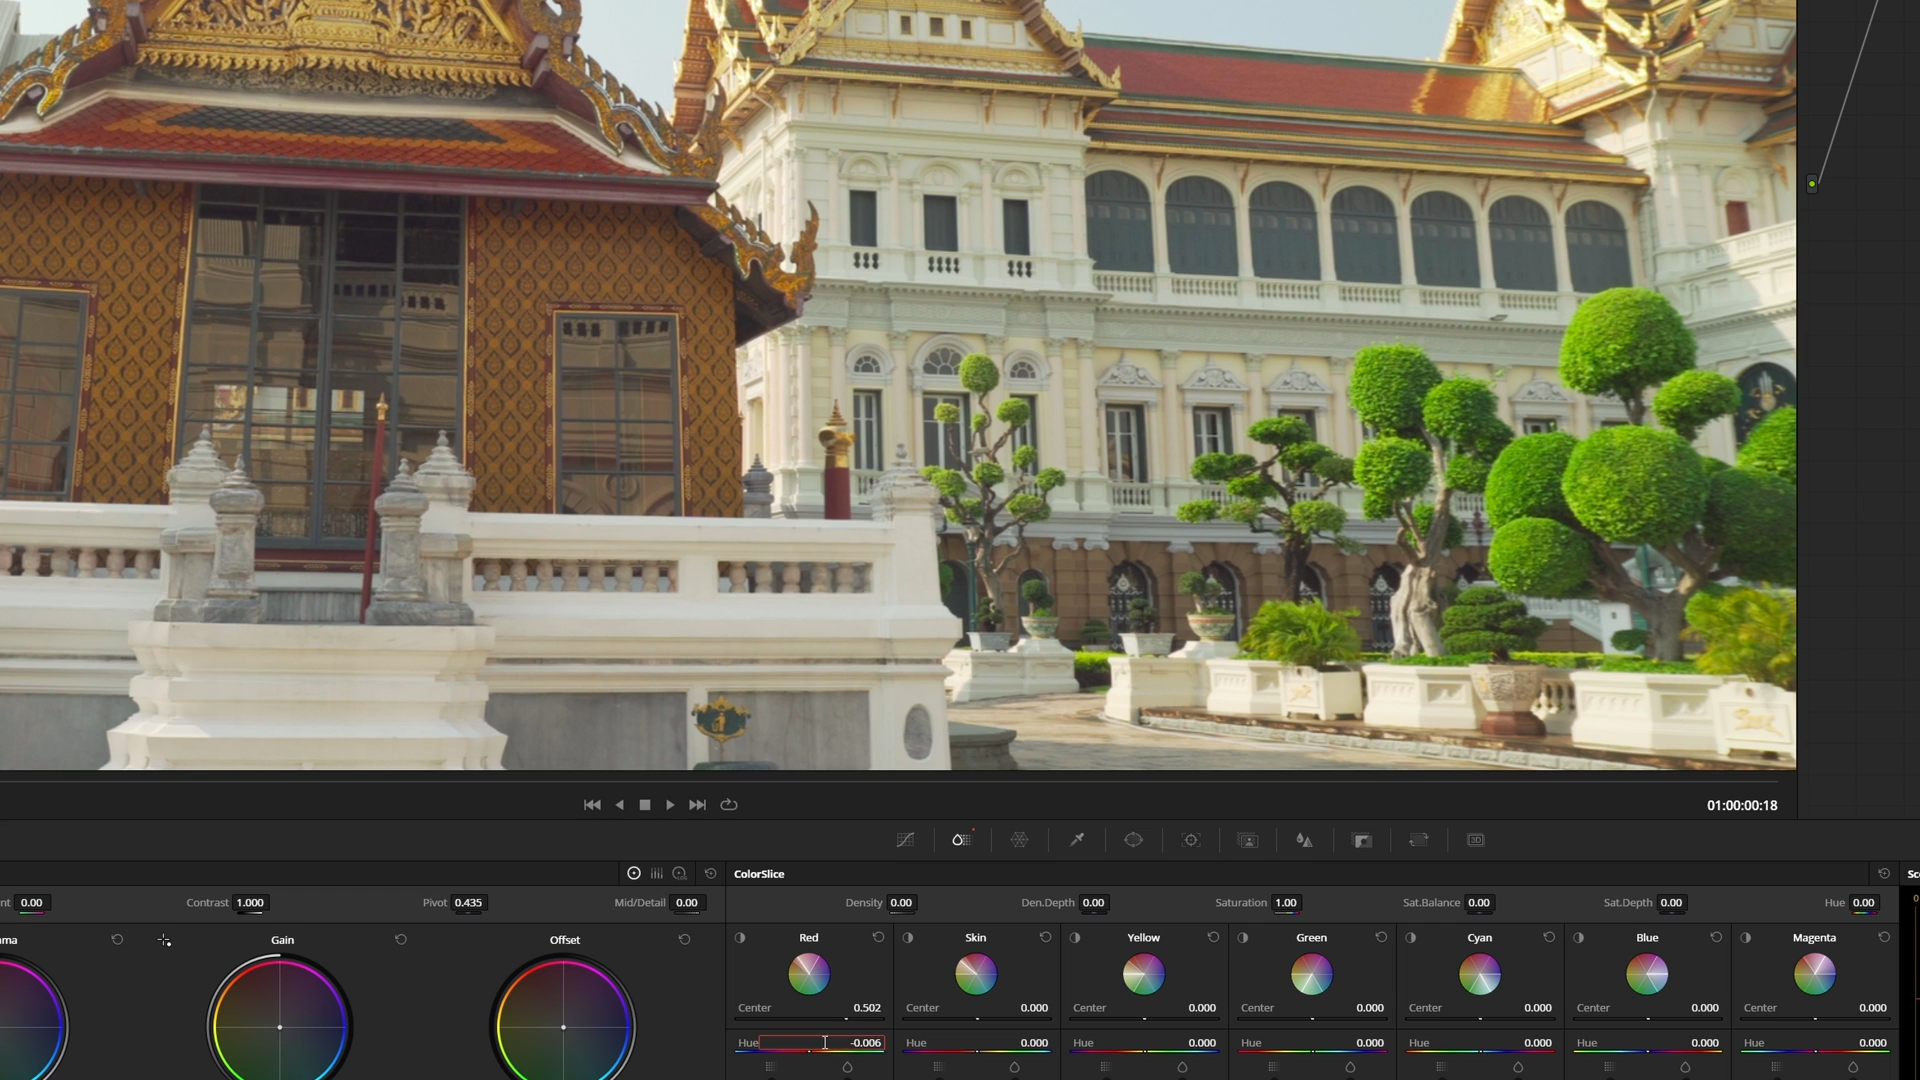 01:00:00:18
ColorSlice
nt 0.00 Contrast 1.000 Pivot 0.435 Mid/Detail 0.00
Density 0.00 Den.Depth 0.00 Saturation 1.00 Sat.Balance 0.00 Sat.Depth 0.00 Hue 0.00
ma Gain Offset
Red Skin Yellow Green Cyan Blue Magenta
Center 0.502 Center 0.000 Center 0.000 Center 0.000 Center 0.000 Center 0.000 Center 0.000
Hue -0.006 Hue 0.000 Hue 0.000 Hue 0.000 Hue 0.000 Hue 0.000 Hue 0.000
Sc
0